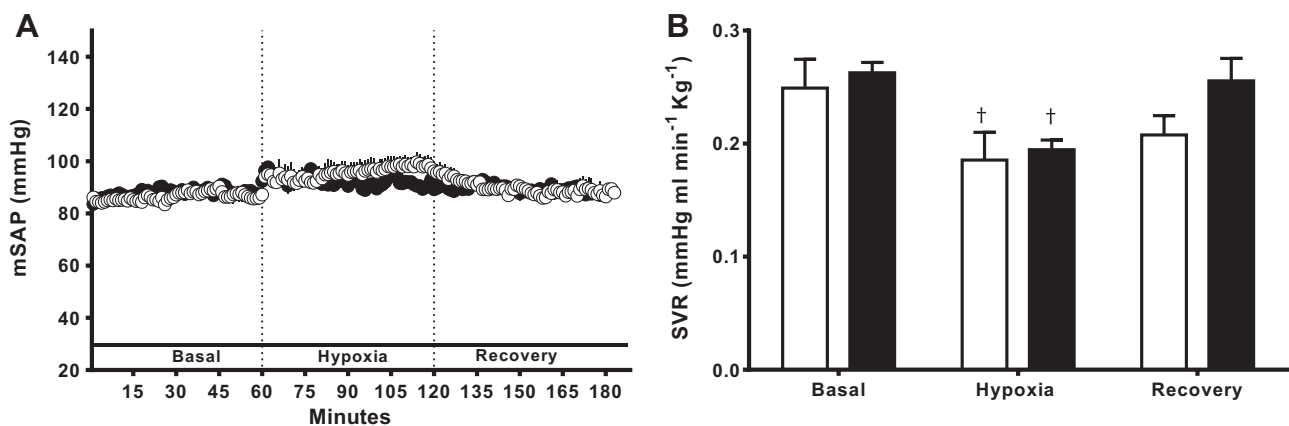 A
mSAP (mmHg)
140
120
100
80
60
40
20
Basal Hypoxia Recovery
15 30 45 60 75 90 105 120 135 150 165 180
Minutes
B
SVR (mmHg ml min⁻¹ Kg⁻¹)
0.3
0.2
0.1
0.0
† †
Basal Hypoxia Recovery